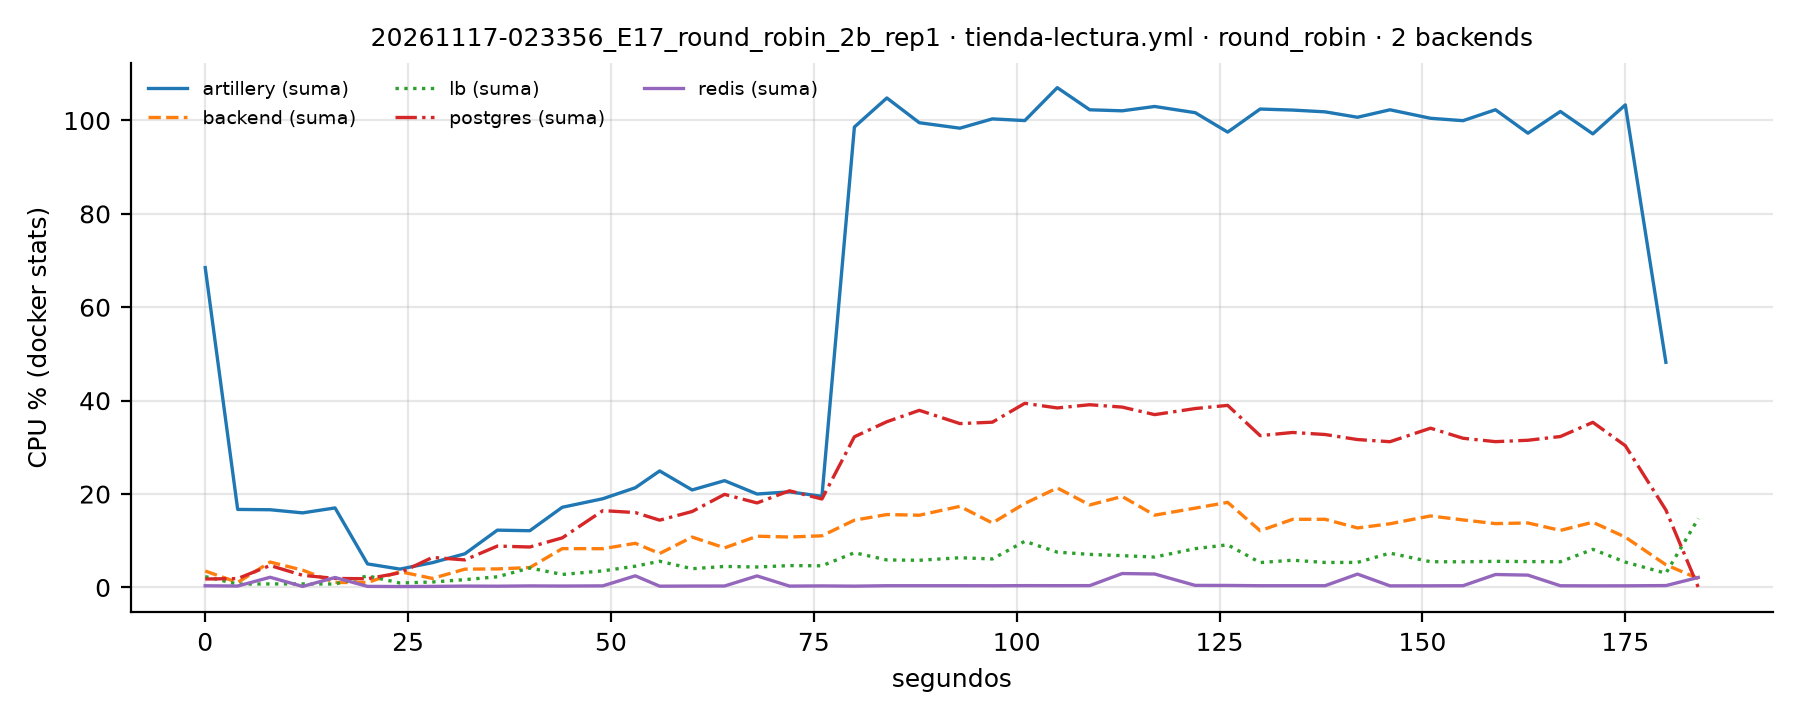 20261117-023356_E17_round_robin_2b_rep1 · tienda-lectura.yml · round_robin · 2 backends
artillery (suma)
backend (suma)
lb (suma)
postgres (suma)
redis (suma)
CPU % (docker stats)
100
80
60
40
20
0
0
25
50
75
100
125
150
175
segundos